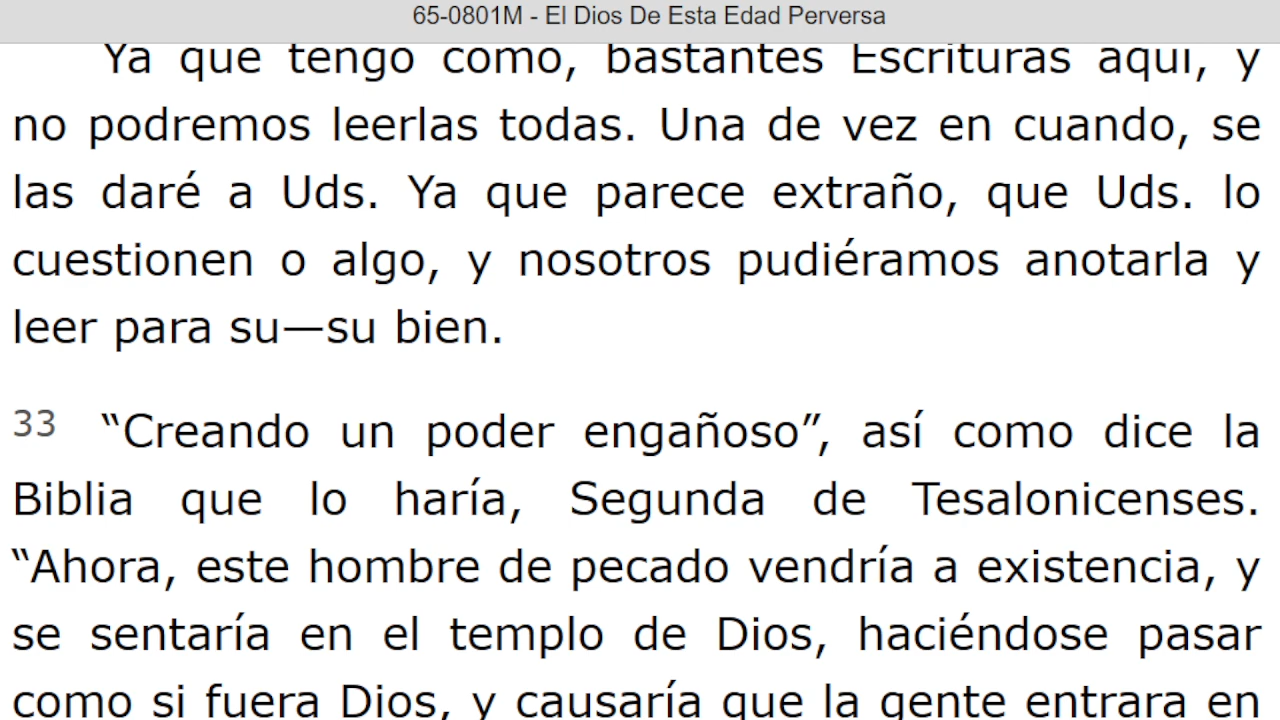 65-0801M - El Dios De Esta Edad Perversa
Ya que tengo como, bastantes Escrituras aquí, y
no podremos leerlas todas. Una de vez en cuando, se
las daré a Uds. Ya que parece extraño, que Uds. lo
cuestionen o algo, y nosotros pudiéramos anotarla y
leer para su—su bien.
33 “Creando un poder engañoso”, así como dice la
Biblia que lo haría, Segunda de Tesalonicenses.
“Ahora, este hombre de pecado vendría a existencia, y
se sentaría en el templo de Dios, haciéndose pasar
como si fuera Dios, y causaría que la gente entrara en